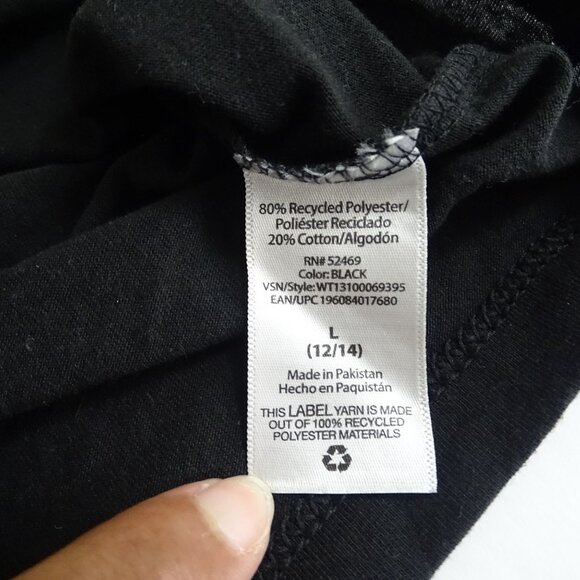 80% Recycled Polyester/
Poliéster Reciclado
20% Cotton/Algodón
RN# 52469
Color: BLACK
VSN/Style: WT13100069395
EAN/UPC 196084017680
L
(12/14)
Made in Pakistan
Hecho en Paquistán
THIS LABEL YARN IS MADE
OUT OF 100% RECYCLED
POLYESTER MATERIALS